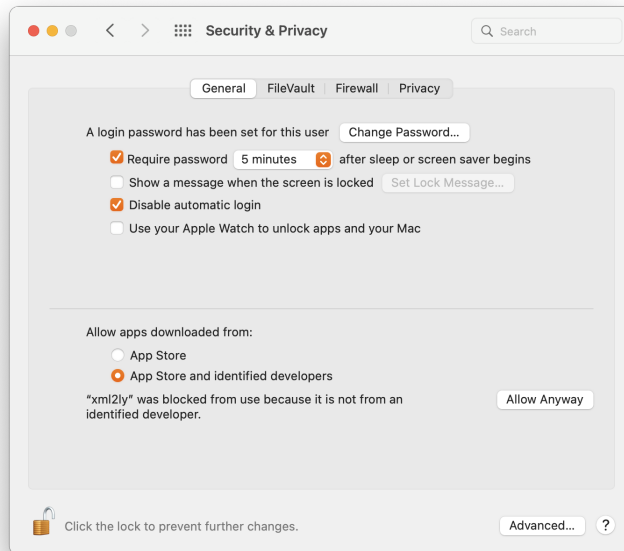 Security & Privacy
Search
General
FileVault
Firewall
Privacy
A login password has been set for this user
Change Password...
Require password
5 minutes
after sleep or screen saver begins
Show a message when the screen is locked
Set Lock Message...
Disable automatic login
Use your Apple Watch to unlock apps and your Mac
Allow apps downloaded from:
App Store
App Store and identified developers
“xml2ly” was blocked from use because it is not from an
identified developer.
Allow Anyway
Click the lock to prevent further changes.
Advanced...
?